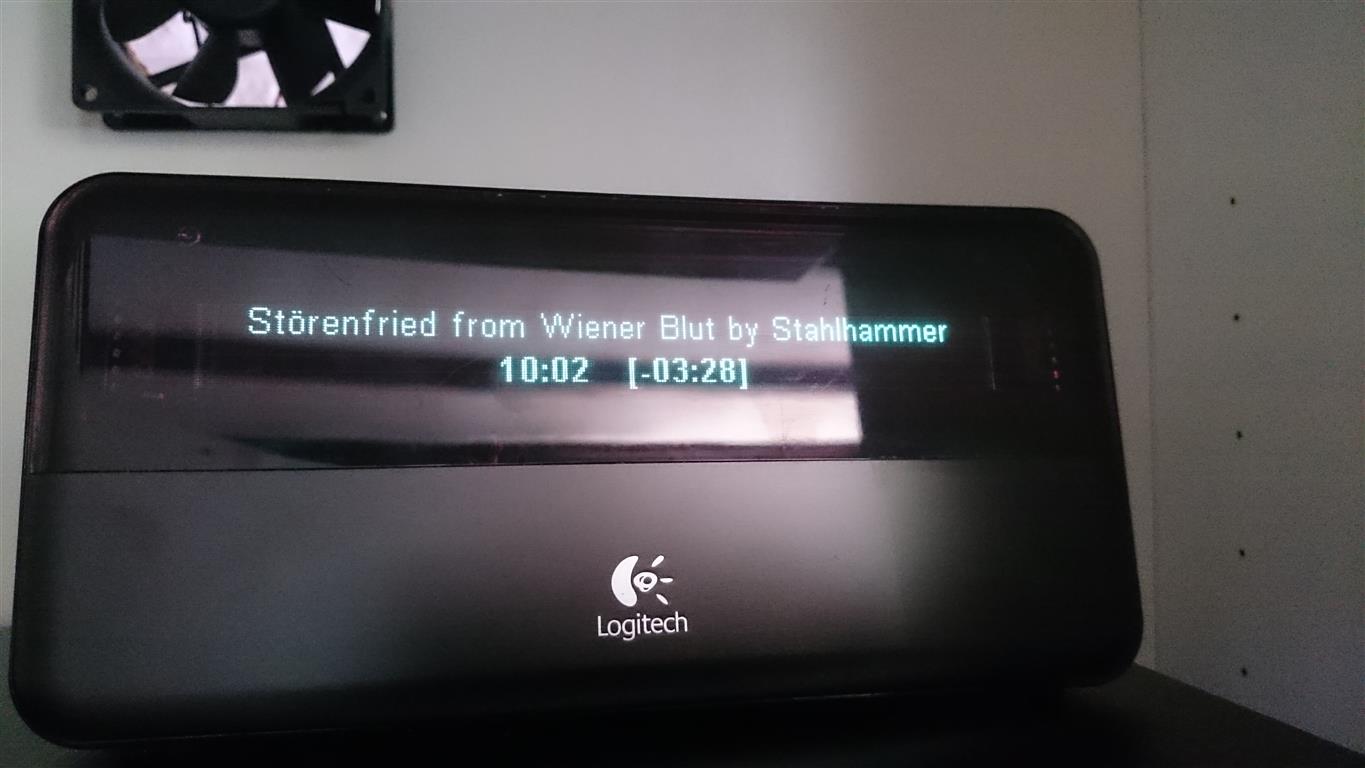 Störenfried from Wiener Blut by Stahlhammer
10:02 [-03:28]
Logitech